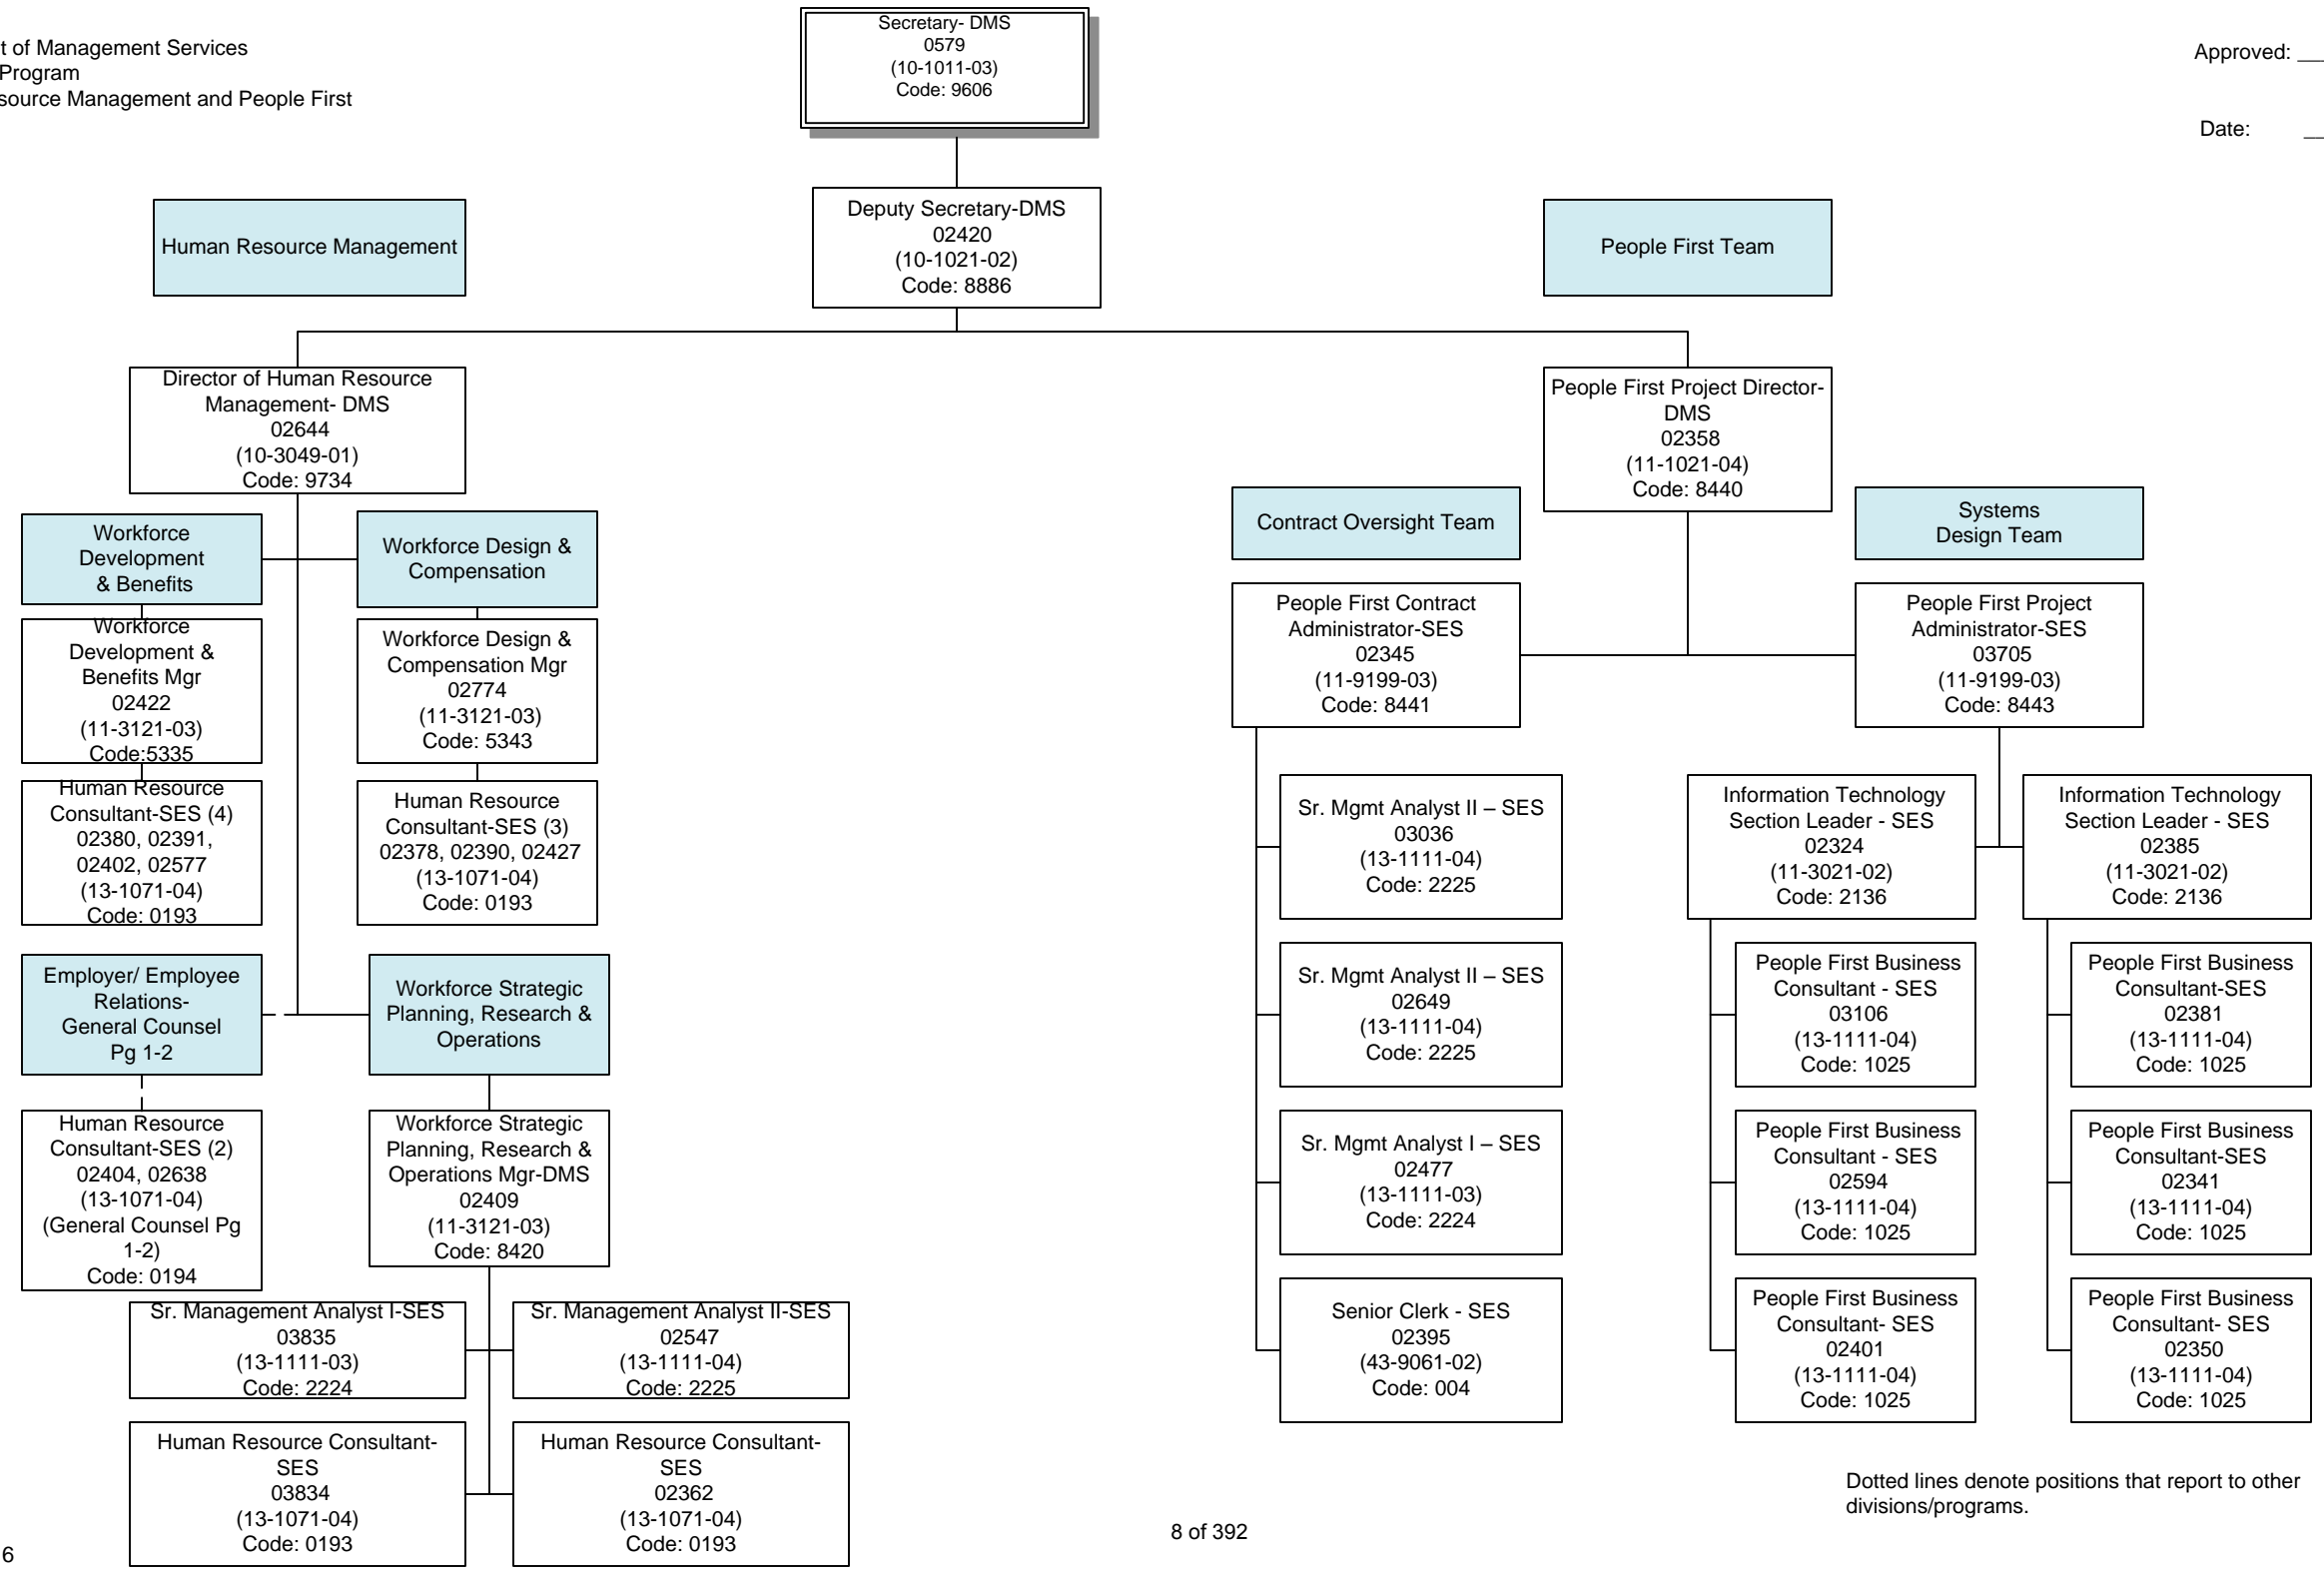 t of Management Services
Program
source Management and People First
Secretary- DMS
0579
(10-1011-03)
Code: 9606
Approved: __
Date: _
Human Resource Management
Deputy Secretary-DMS
02420
(10-1021-02)
Code: 8886
People First Team
Director of Human Resource
Management- DMS
02644
(10-3049-01)
Code: 9734
People First Project Director-
DMS
02358
(11-1021-04)
Code: 8440
Workforce
Development
& Benefits
Workforce Design &
Compensation
Contract Oversight Team
Systems
Design Team
Workforce
Development &
Benefits Mgr
02422
(11-3121-03)
Code:5335
Workforce Design &
Compensation Mgr
02774
(11-3121-03)
Code: 5343
People First Contract
Administrator-SES
02345
(11-9199-03)
Code: 8441
People First Project
Administrator-SES
03705
(11-9199-03)
Code: 8443
Human Resource
Consultant-SES (4)
02380, 02391,
02402, 02577
(13-1071-04)
Code: 0193
Human Resource
Consultant-SES (3)
02378, 02390, 02427
(13-1071-04)
Code: 0193
Sr. Mgmt Analyst II – SES
03036
(13-1111-04)
Code: 2225
Information Technology
Section Leader - SES
02324
(11-3021-02)
Code: 2136
Information Technology
Section Leader - SES
02385
(11-3021-02)
Code: 2136
Employer/ Employee
Relations-
General Counsel
Pg 1-2
Workforce Strategic
Planning, Research &
Operations
Sr. Mgmt Analyst II – SES
02649
(13-1111-04)
Code: 2225
People First Business
Consultant - SES
03106
(13-1111-04)
Code: 1025
People First Business
Consultant-SES
02381
(13-1111-04)
Code: 1025
Human Resource
Consultant-SES (2)
02404, 02638
(13-1071-04)
(General Counsel Pg
1-2)
Code: 0194
Workforce Strategic
Planning, Research &
Operations Mgr-DMS
02409
(11-3121-03)
Code: 8420
Sr. Mgmt Analyst I – SES
02477
(13-1111-03)
Code: 2224
People First Business
Consultant - SES
02594
(13-1111-04)
Code: 1025
People First Business
Consultant-SES
02341
(13-1111-04)
Code: 1025
Sr. Management Analyst I-SES
03835
(13-1111-03)
Code: 2224
Sr. Management Analyst II-SES
02547
(13-1111-04)
Code: 2225
Senior Clerk - SES
02395
(43-9061-02)
Code: 004
People First Business
Consultant- SES
02401
(13-1111-04)
Code: 1025
People First Business
Consultant- SES
02350
(13-1111-04)
Code: 1025
Human Resource Consultant-
SES
03834
(13-1071-04)
Code: 0193
Human Resource Consultant-
SES
02362
(13-1071-04)
Code: 0193
Dotted lines denote positions that report to other
divisions/programs.
8 of 392
6